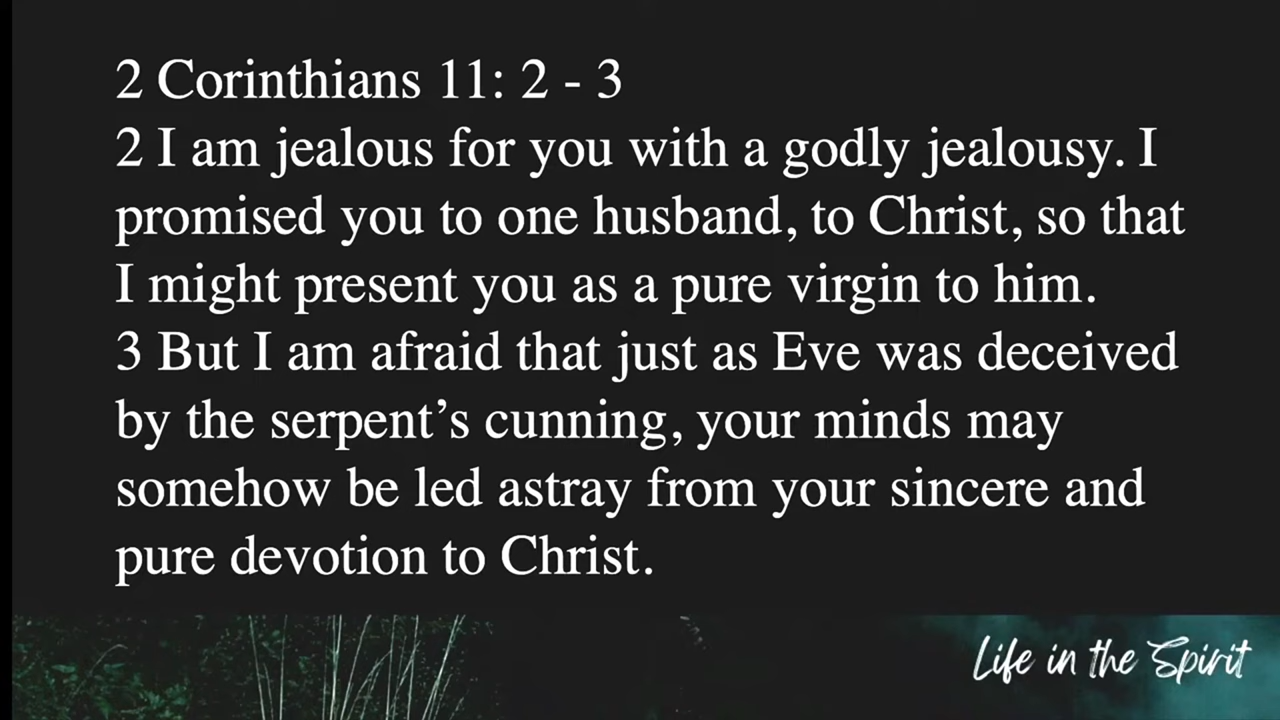 2 Corinthians 11: 2 - 3
2 I am jealous for you with a godly jealousy. I
promised you to one husband, to Christ, so that
I might present you as a pure virgin to him.
3 But I am afraid that just as Eve was deceived
by the serpent’s cunning, your minds may
somehow be led astray from your sincere and
pure devotion to Christ.
Life in the Spirit